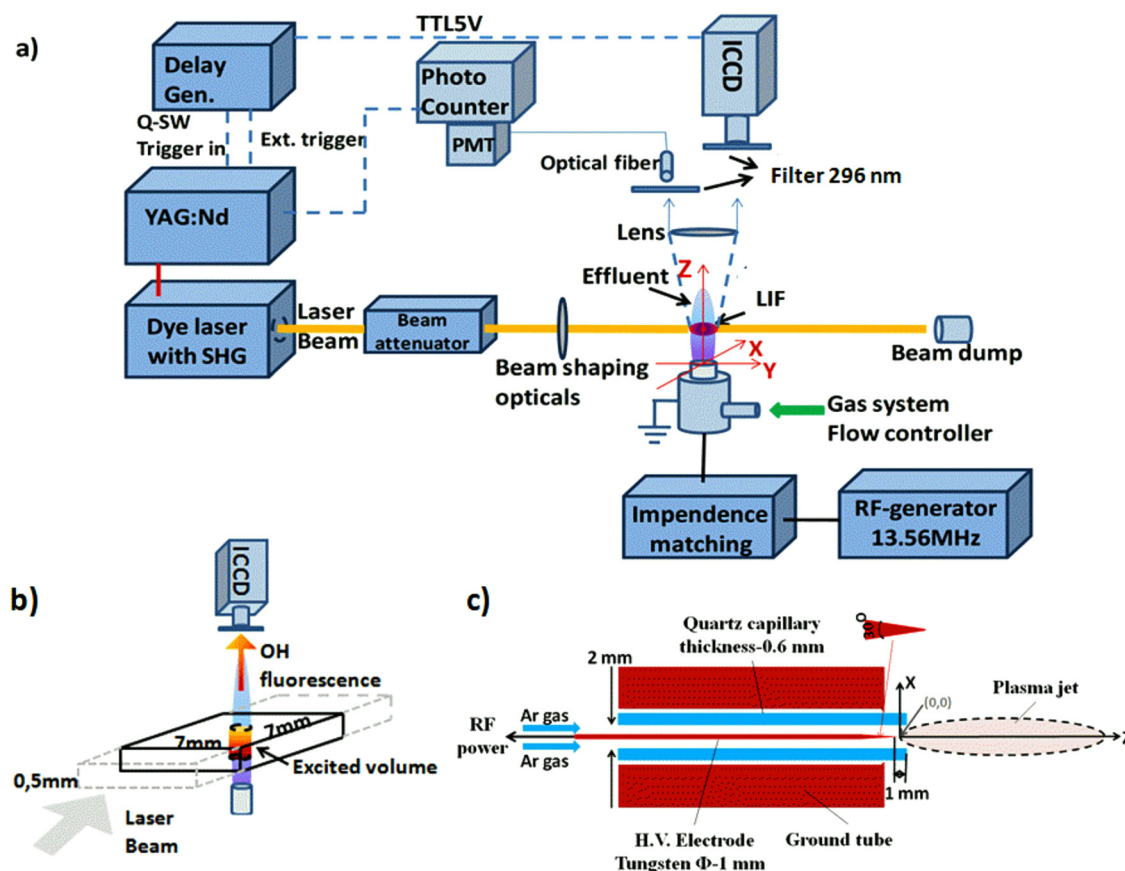 a)
TTL5V
Delay
Gen.
Photo
Counter
PMT
ICCD
Q-SW
Trigger in
Ext. trigger
Optical fiber
Filter 296 nm
YAG:Nd
Lens
Effluent
Z
LIF
Dye laser
with SHG
Laser
Beam
Beam
attenuator
X
Y
Beam shaping
opticals
Beam dump
Gas system
Flow controller
Impendence
matching
RF-generator
13.56MHz
b)
ICCD
OH
fluorescence
7mm
7mm
Excited volume
0,5mm
Laser
Beam
c)
Quartz capillary
thickness-0.6 mm
30°
2 mm
X
(0,0)
Plasma jet
Ar gas
RF
power
Ar gas
Z
1 mm
H.V. Electrode
Tungsten Φ-1 mm
Ground tube